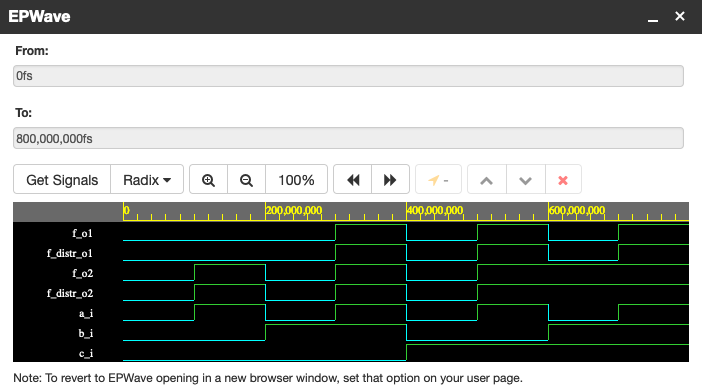 EPWave
From:
0fs
To:
800,000,000fs
Get Signals Radix 100% -
0 200,000,000 400,000,000 600,000,000
f_o1
f_distr_o1
f_o2
f_distr_o2
a_i
b_i
c_i
Note: To revert to EPWave opening in a new browser window, set that option on your user page.